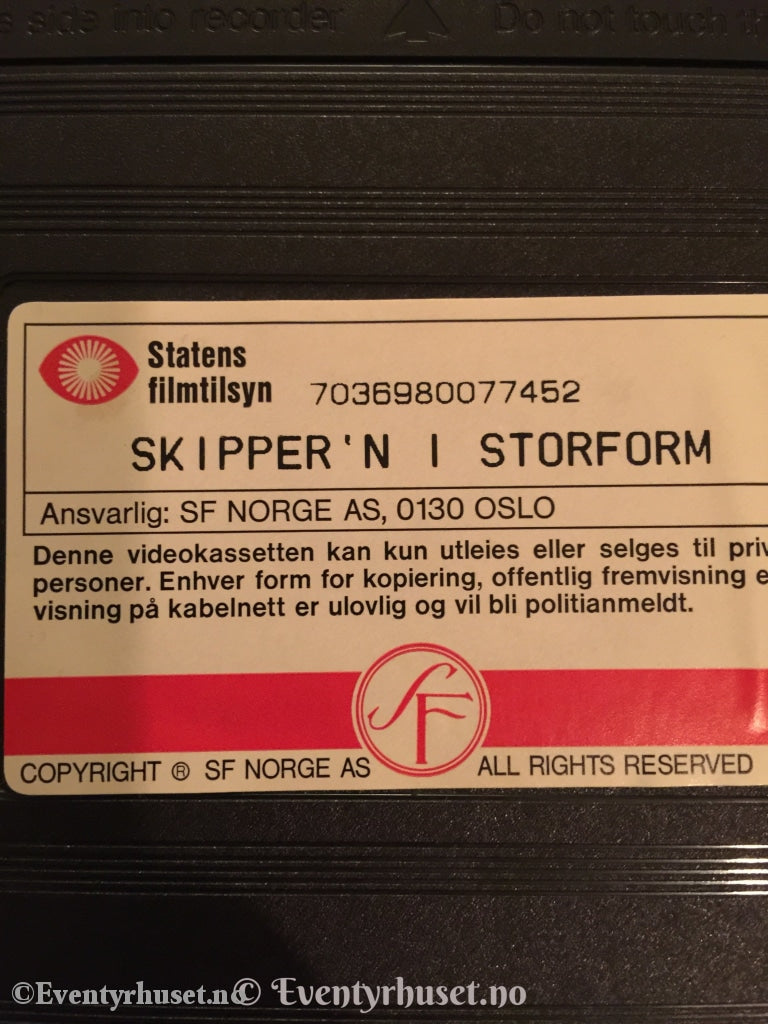 side into recorder Do not touch
Statens
filmtilsyn 7036980077452
SKIPPER'N I STORFORM
Ansvarlig: SF NORGE AS, 0130 OSLO
Denne videokassetten kan kun utleies eller selges til priv
personer. Enhver form for kopiering, offentlig fremvisning e
visning på kabelnett er ulovlig og vil bli politianmeldt.
SF
COPYRIGHT ® SF NORGE AS ALL RIGHTS RESERVED
©Eventyrhuset.no © Eventyrhuset.no